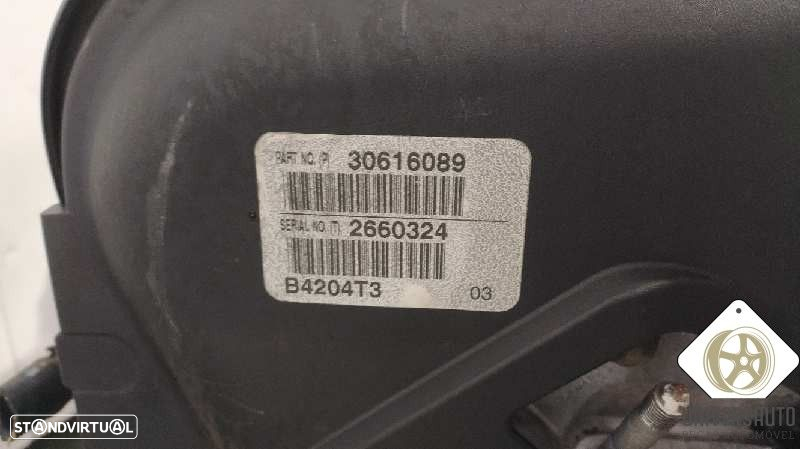 PART NO. (P) 30616089
SERIAL NO. (T) 2660324
B4204T3 03
STANDVIRTUAL